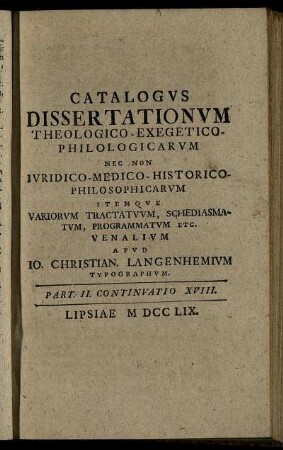 CATALOGVS
DISSERTATIONVM
THEOLOGICO-EXEGETICO-
PHILOLOGICARVM
NEC NON
IVRIDICO-MEDICO-HISTORICO-
PHILOSOPHICARVM
ITEMQVE
VARIORVM TRACTATVVM, SCHEDIASMA-
TVM, PROGRAMMATVM ETC.
VENALIVM
APVD
IO. CHRISTIAN. LANGENHEMIVM
TYPOGRAPHVM.
PART. II. CONTINVATIO XVIII.
LIPSIAE M DCC LIX.